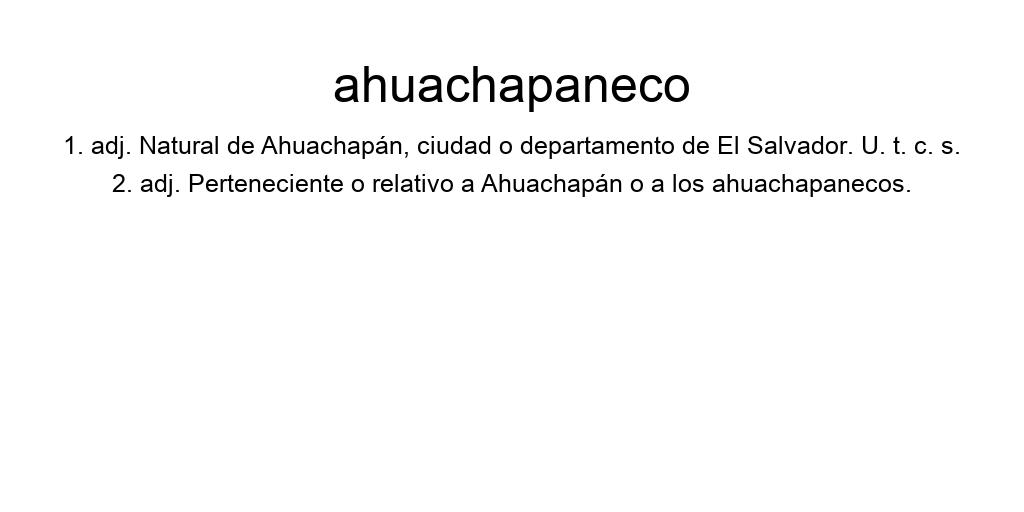 ahuachapaneco
1. adj. Natural de Ahuachapán, ciudad o departamento de El Salvador. U. t. c. s.
2. adj. Perteneciente o relativo a Ahuachapán o a los ahuachapanecos.